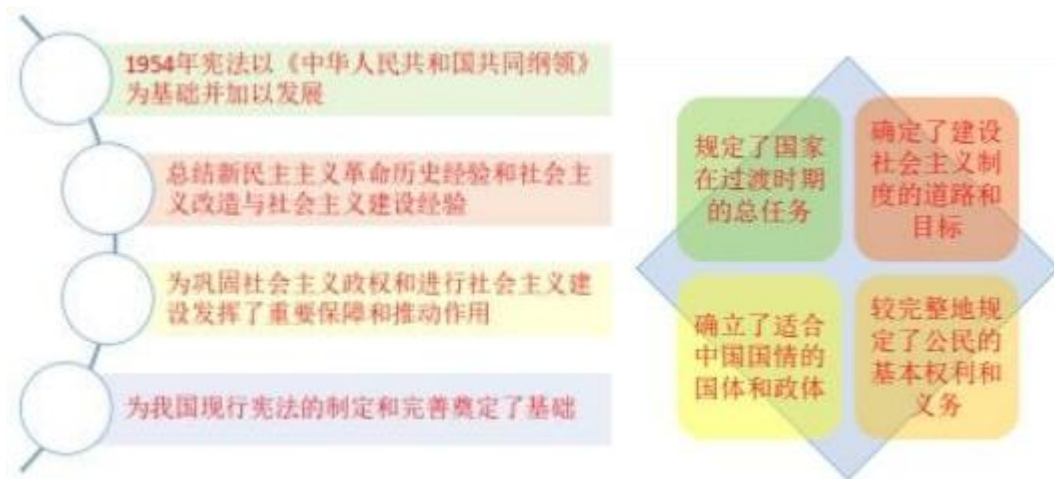 1954年宪法以《中华人民共和国共同纲领》
为基础并加以发展
总结新民主主义革命历史经验和社会主
义改造与社会主义建设经验
为巩固社会主义政权和进行社会主义建
设发挥了重要保障和推动作用
为我国现行宪法的制定和完善奠定了基础
规定了国家
在过渡时期
的总任务
确定了建设
社会主义制
度的道路和
目标
确立了适合
中国国情的
国体和政体
较完整地规
定了公民的
基本权利和
义务